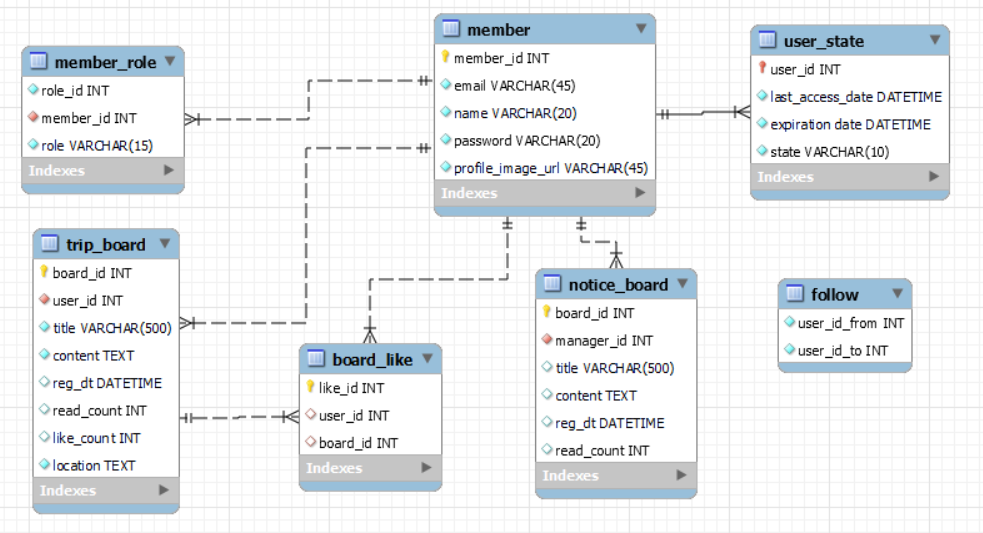 member_role
role_id INT
member_id INT
role VARCHAR(15)
Indexes
member
member_id INT
email VARCHAR(45)
name VARCHAR(20)
password VARCHAR(20)
profile_image_url VARCHAR(45)
Indexes
user_state
user_id INT
last_access_date DATETIME
expiration date DATETIME
state VARCHAR(10)
Indexes
trip_board
board_id INT
user_id INT
title VARCHAR(500)
content TEXT
reg_dt DATETIME
read_count INT
like_count INT
location TEXT
Indexes
board_like
like_id INT
user_id INT
board_id INT
Indexes
notice_board
board_id INT
manager_id INT
title VARCHAR(500)
content TEXT
reg_dt DATETIME
read_count INT
Indexes
follow
user_id_from INT
user_id_to INT